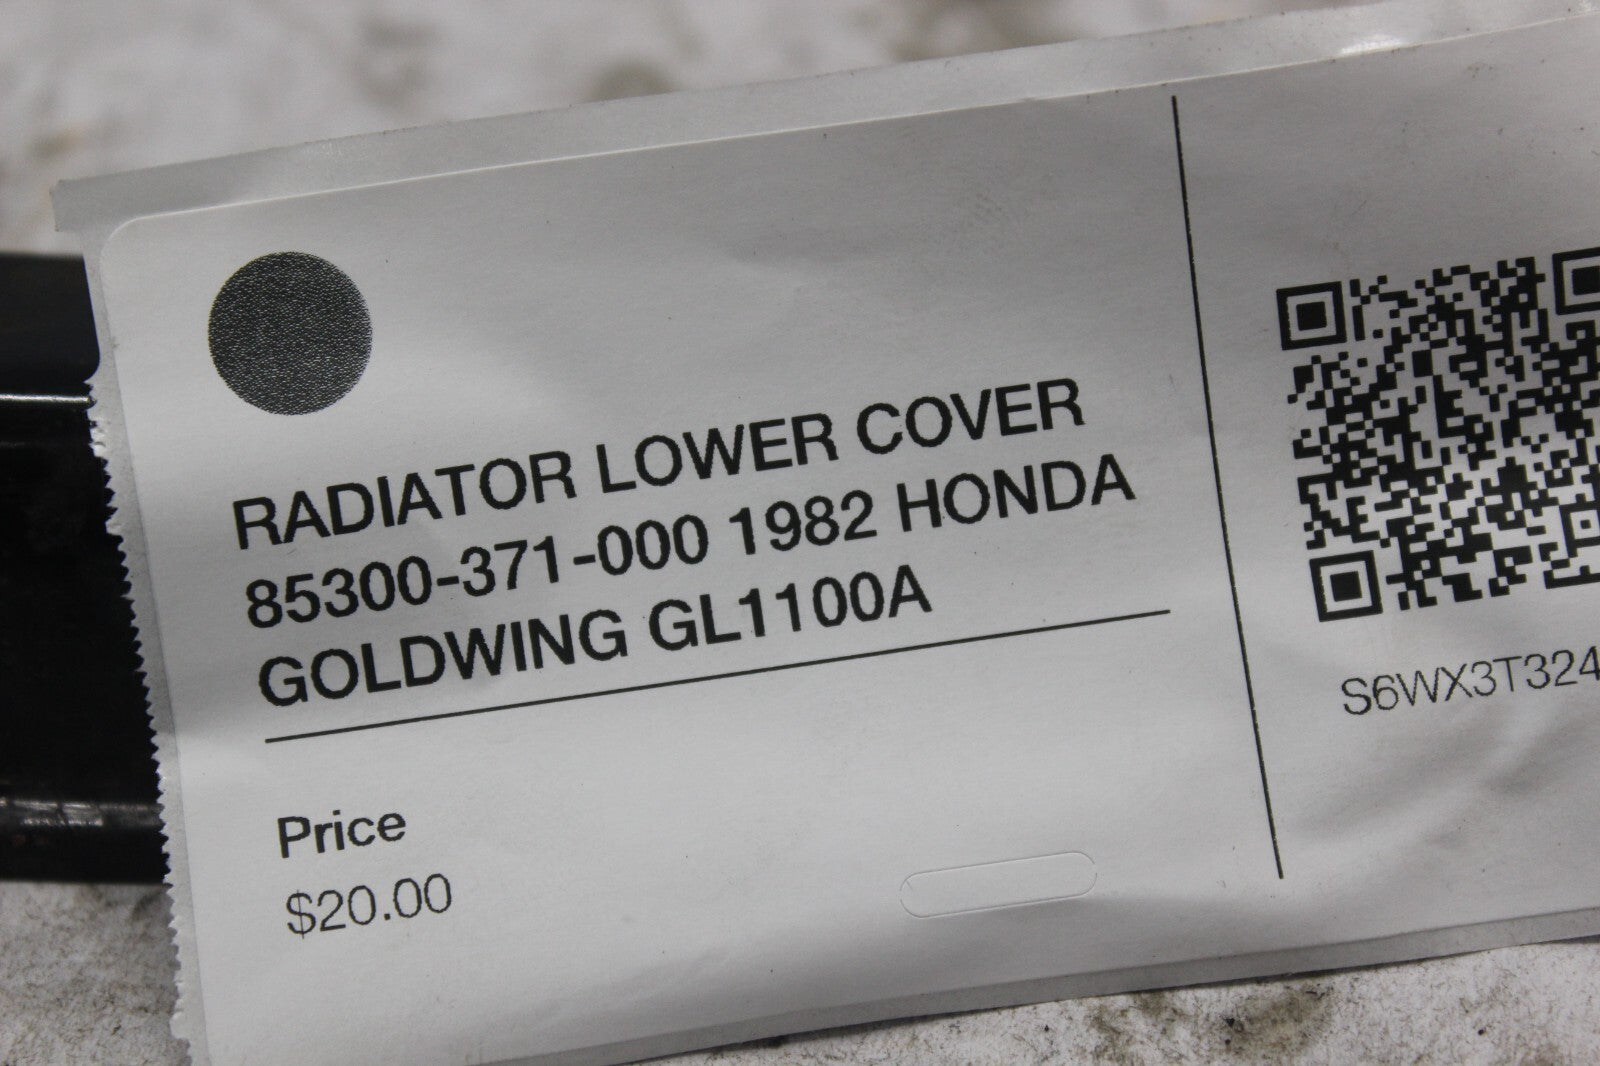 RADIATOR LOWER COVER
85300-371-000 1982 HONDA
GOLDWING GL1100A
Price
$20.00
S6WX3T324